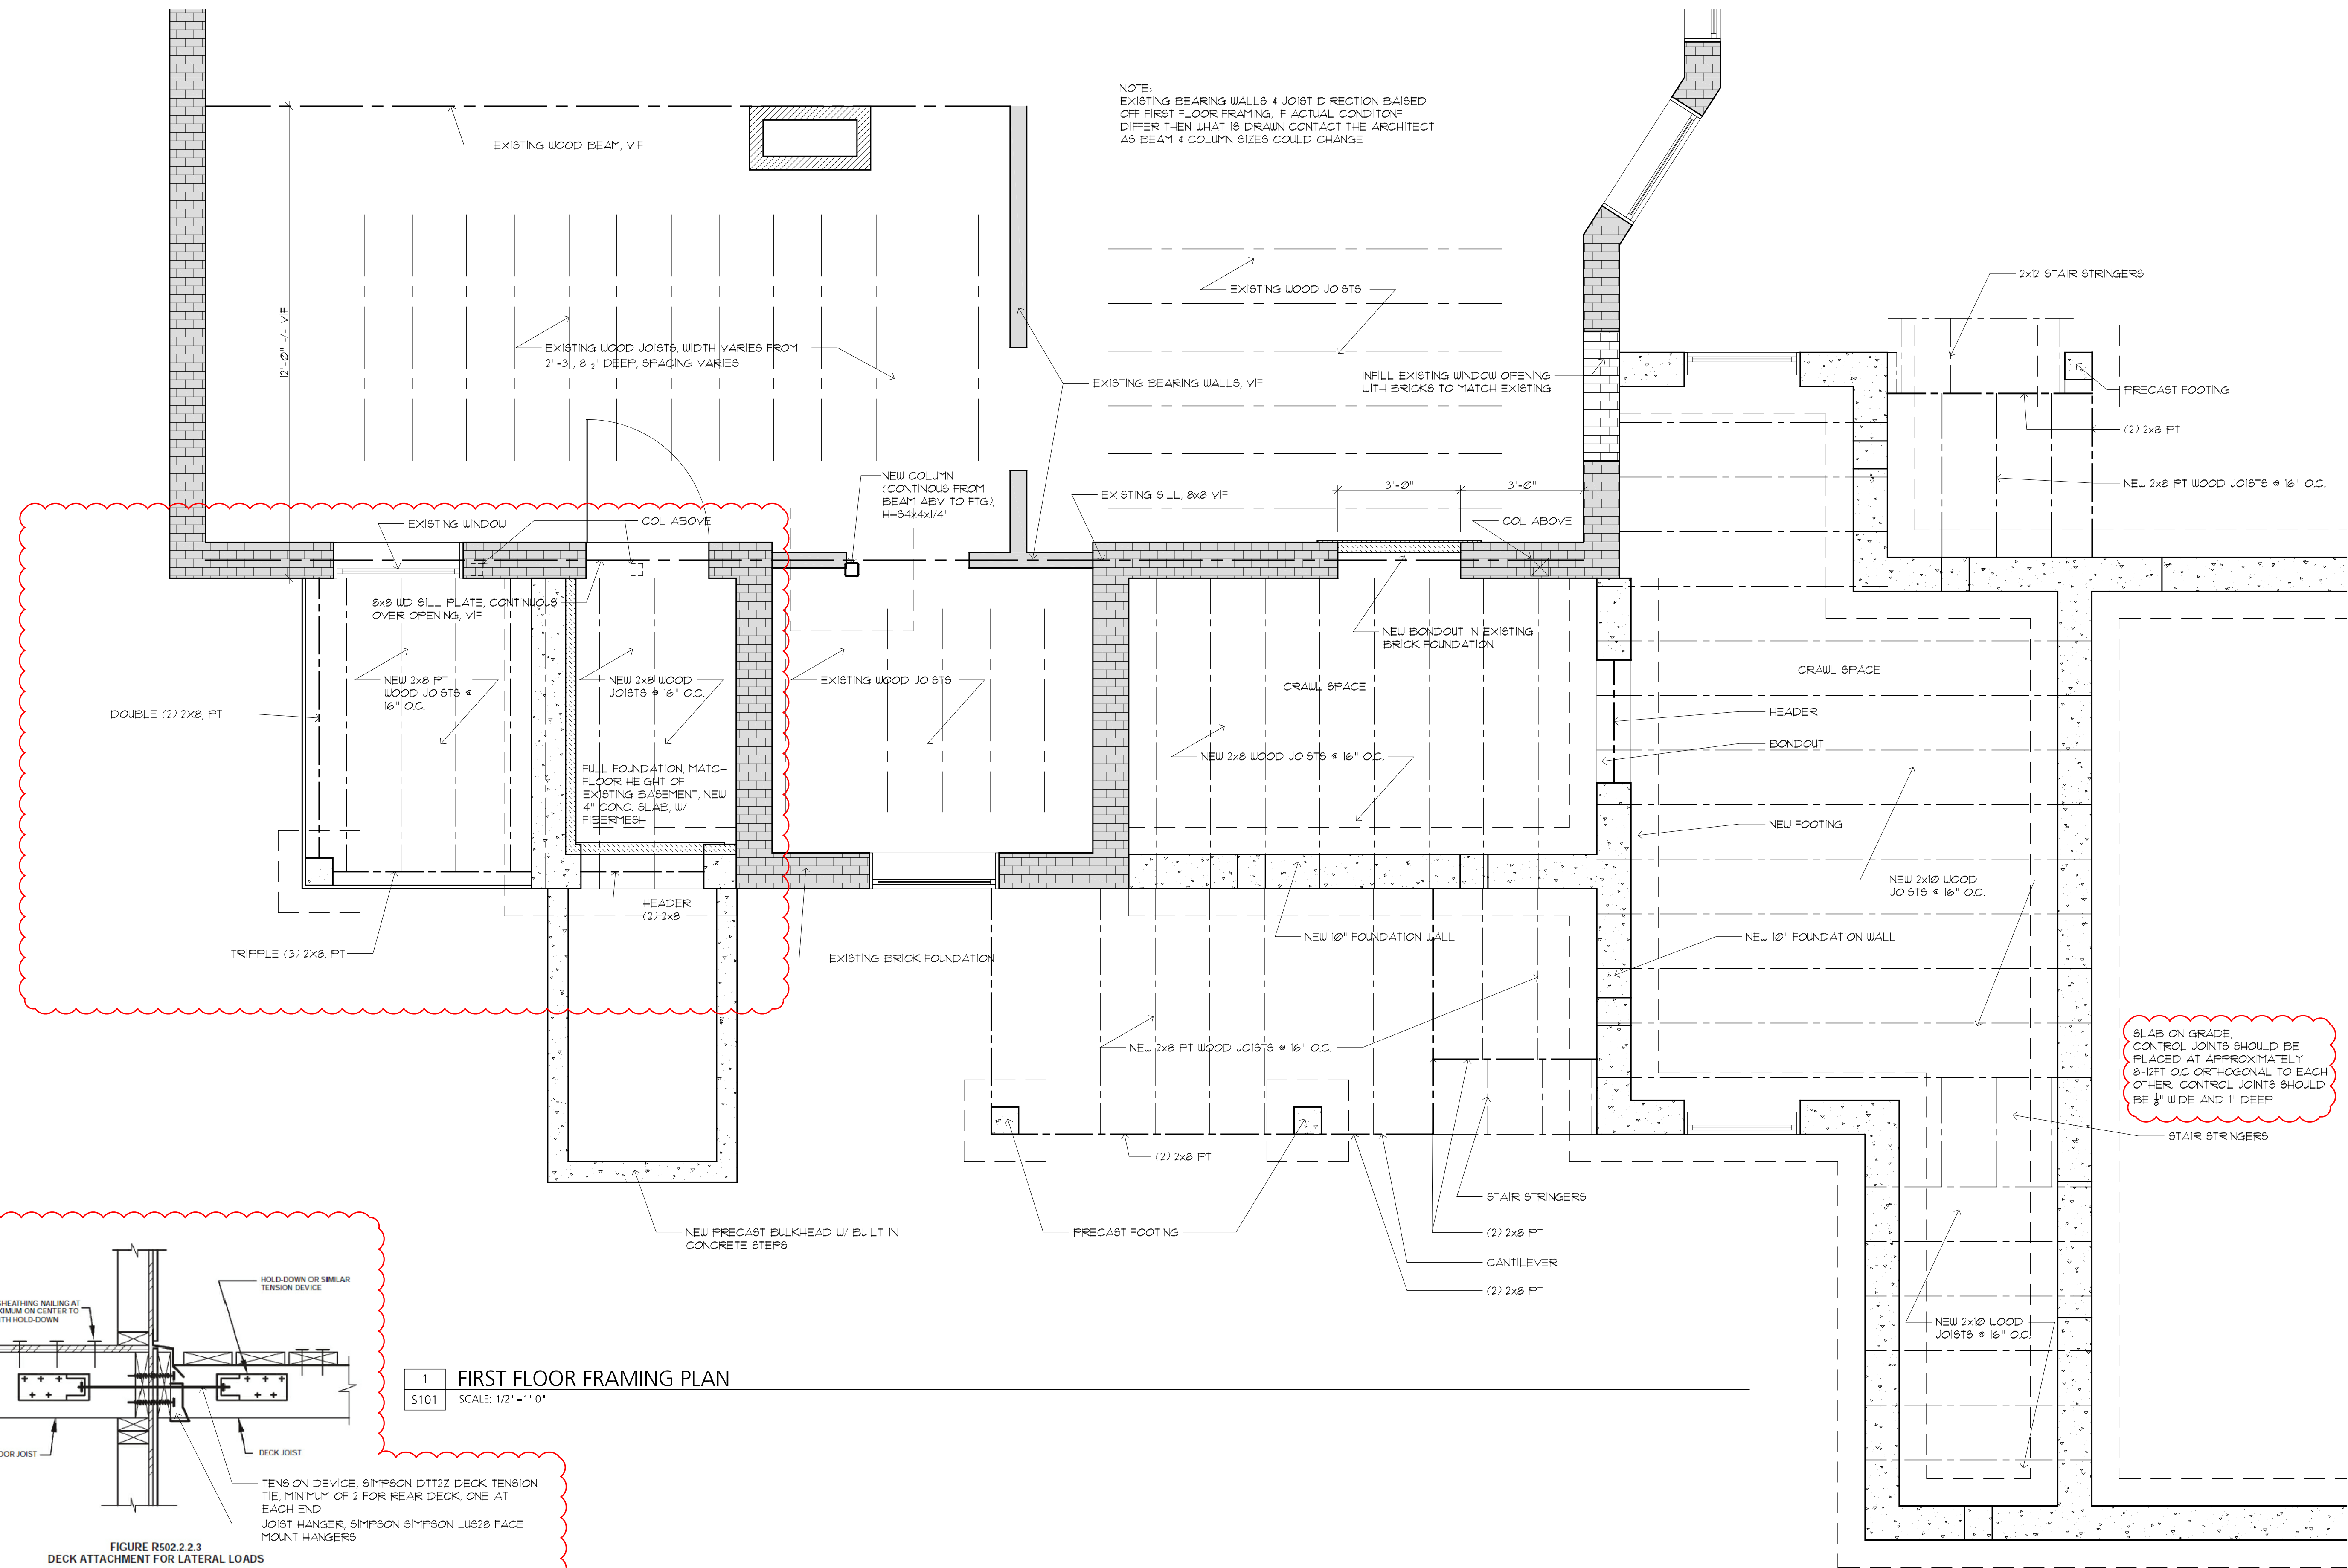 NOTE:
EXISTING BEARING WALLS & JOIST DIRECTION BAISED
OFF FIRST FLOOR FRAMING, IF ACTUAL CONDITONF
DIFFER THEN WHAT IS DRAWN CONTACT THE ARCHITECT
AS BEAM & COLUMN SIZES COULD CHANGE
EXISTING WOOD BEAM, VIF
12'-0" +/- VIF
EXISTING WOOD JOISTS, WIDTH VARIES FROM
2"-3", 8 1/2" DEEP, SPACING VARIES
EXISTING WOOD JOISTS
EXISTING BEARING WALLS, VIF
INFILL EXISTING WINDOW OPENING
WITH BRICKS TO MATCH EXISTING
2x12 STAIR STRINGERS
PRECAST FOOTING
(2) 2x8 PT
NEW 2x8 PT WOOD JOISTS @ 16" O.C.
NEW COLUMN
(CONTINOUS FROM
BEAM ABV TO FTG),
HHS4x4x1/4"
EXISTING SILL, 8x8 VIF
3'-0"
3'-0"
EXISTING WINDOW
COL ABOVE
COL ABOVE
8x8 WD SILL PLATE, CONTINUOUS
OVER OPENING, VIF
NEW BONDOUT IN EXISTING
BRICK FOUNDATION
NEW 2x8 PT
WOOD JOISTS @
16" O.C.
NEW 2x8 WOOD
JOISTS @ 16" O.C.
EXISTING WOOD JOISTS
CRAWL SPACE
CRAWL SPACE
DOUBLE (2) 2X8, PT
HEADER
BONDOUT
NEW 2x8 WOOD JOISTS @ 16" O.C.
FULL FOUNDATION, MATCH
FLOOR HEIGHT OF
EXISTING BASEMENT, NEW
4" CONC. SLAB, W/
FIBERMESH
NEW FOOTING
NEW 2x10 WOOD
JOISTS @ 16" O.C.
HEADER
(2) 2x8
TRIPPLE (3) 2X8, PT
EXISTING BRICK FOUNDATION
NEW 10" FOUNDATION WALL
NEW 10" FOUNDATION WALL
NEW 2x8 PT WOOD JOISTS @ 16" O.C.
SLAB ON GRADE,
CONTROL JOINTS SHOULD BE
PLACED AT APPROXIMATELY
8-12FT O.C ORTHOGONAL TO EACH
OTHER, CONTROL JOINTS SHOULD
BE 1/8" WIDE AND 1" DEEP
STAIR STRINGERS
(2) 2x8 PT
STAIR STRINGERS
NEW PRECAST BULKHEAD W/ BUILT IN
CONCRETE STEPS
PRECAST FOOTING
(2) 2x8 PT
CANTILEVER
(2) 2x8 PT
NEW 2x10 WOOD
JOISTS @ 16" O.C.
HOLD-DOWN OR SIMILAR
TENSION DEVICE
SHEATHING NAILING AT
XIMUM ON CENTER TO
ITH HOLD-DOWN
OOR JOIST
DECK JOIST
TENSION DEVICE, SIMPSON DTT2Z DECK TENSION
TIE, MINIMUM OF 2 FOR REAR DECK, ONE AT
EACH END
JOIST HANGER, SIMPSON SIMPSON LUS28 FACE
MOUNT HANGERS
FIGURE R502.2.2.3
DECK ATTACHMENT FOR LATERAL LOADS
1
S101
FIRST FLOOR FRAMING PLAN
SCALE: 1/2"=1'-0"